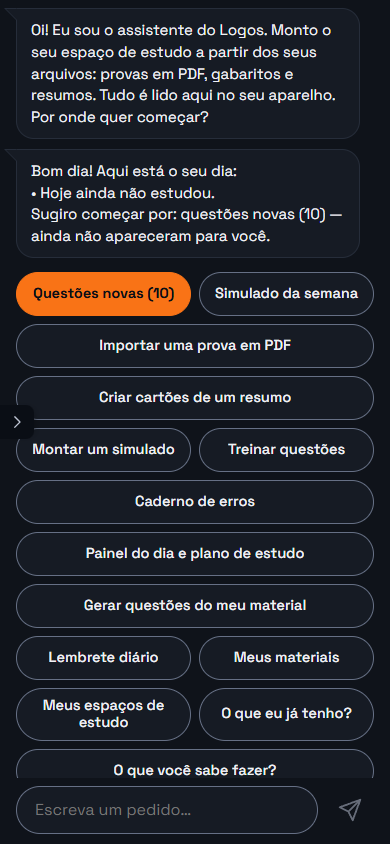 Oi! Eu sou o assistente do Logos. Monto o
seu espaço de estudo a partir dos seus
arquivos: provas em PDF, gabaritos e
resumos. Tudo é lido aqui no seu aparelho.
Por onde quer começar?
Bom dia! Aqui está o seu dia:
• Hoje ainda não estudou.
Sugiro começar por: questões novas (10) —
ainda não apareceram para você.
Questões novas (10)
Simulado da semana
Importar uma prova em PDF
Criar cartões de um resumo
Montar um simulado
Treinar questões
Caderno de erros
Painel do dia e plano de estudo
Gerar questões do meu material
Lembrete diário
Meus materiais
Meus espaços de
estudo
O que eu já tenho?
O que você sabe fazer?
Escreva um pedido...